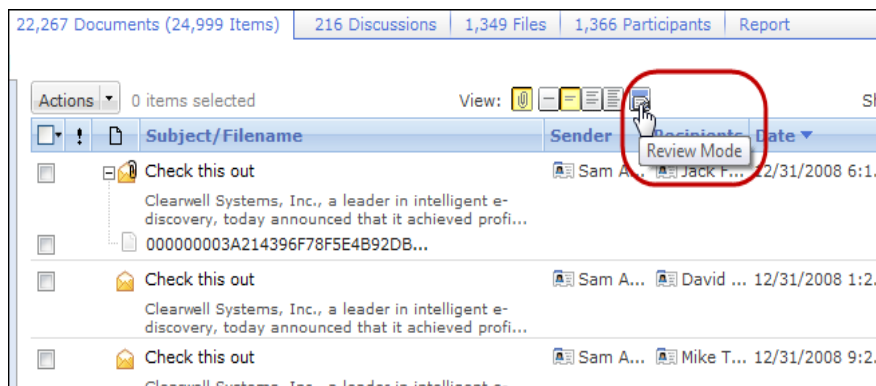 22,267 Documents (24,999 Items) 216 Discussions 1,349 Files 1,366 Participants Report
Actions 0 items selected View:
! Subject/Filename Sender Date
Review Mode
Check this out Sam A... Jack F... 12/31/2008 6:1...
Clearwell Systems, Inc., a leader in intelligent e-
discovery, today announced that it achieved profi...
000000003A214396F78F5E4B92DB...
Check this out Sam A... David ... 12/31/2008 1:2...
Clearwell Systems, Inc., a leader in intelligent e-
discovery, today announced that it achieved profi...
Check this out Sam A... Mike T... 12/31/2008 9:2...